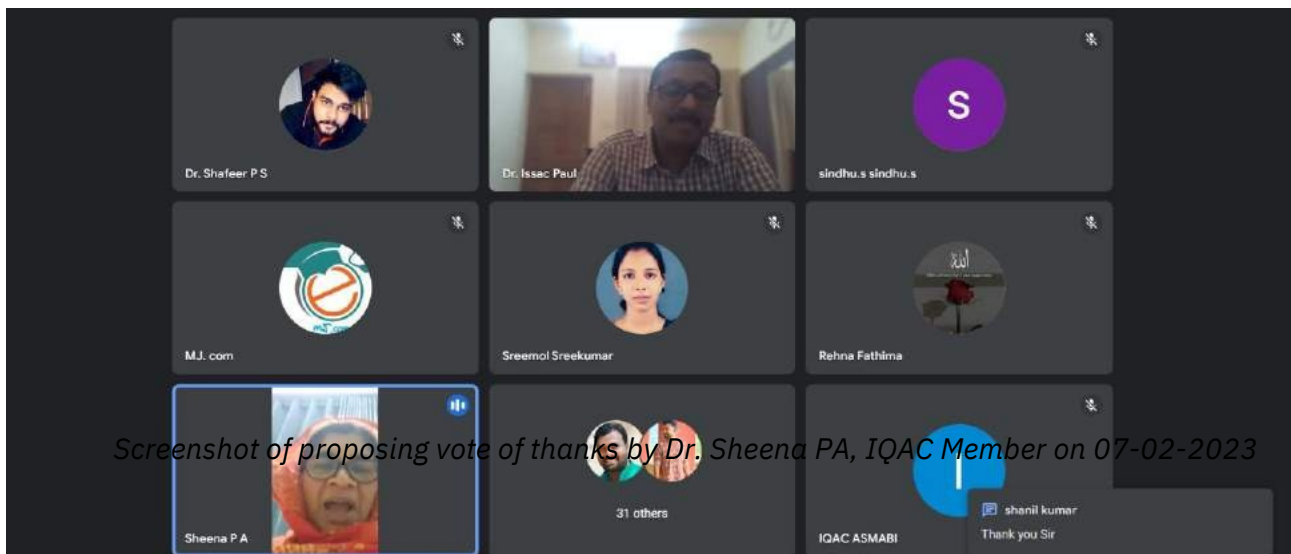 Dr. Shafeer P S
Dr. Issac Paul
S
sindhu.s sindhu.s
M.J. com
Sreemol Sreekumar
الله
Rehna Fathima
Screenshot of proposing vote of thanks by Dr. Sheena PA, IQAC Member on 07-02-2023
Sheena P A
31 others
I
IQAC ASMABI
shanil kumar
Thank you Sir